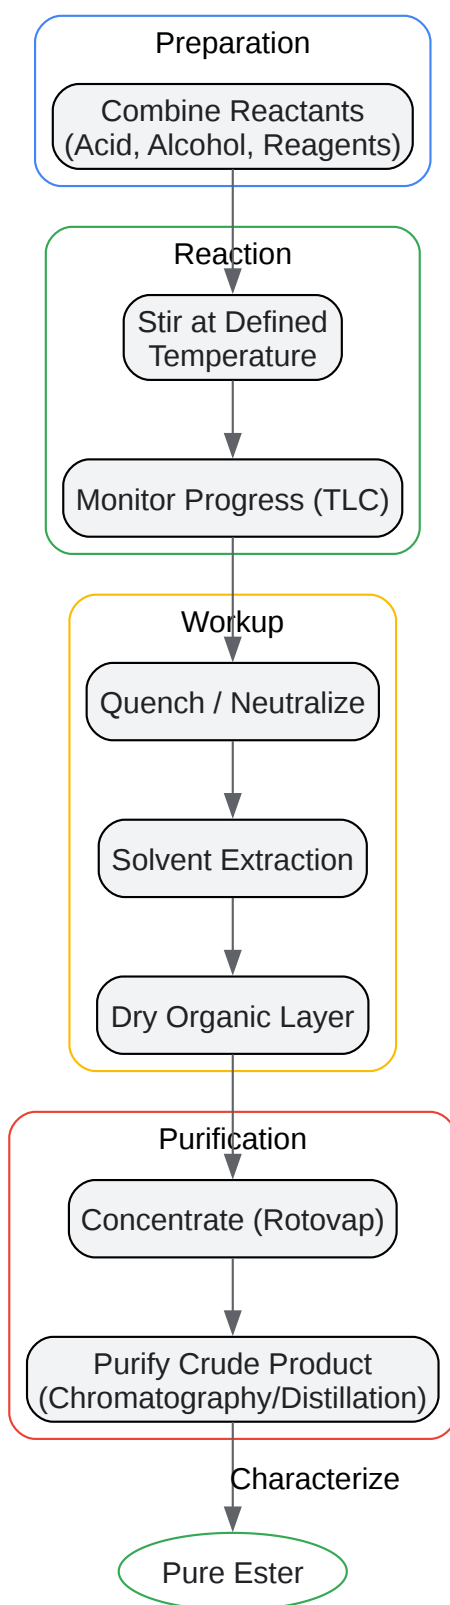 Preparation
Combine Reactants
(Acid, Alcohol, Reagents)
Reaction
Stir at Defined
Temperature
Monitor Progress (TLC)
Workup
Quench / Neutralize
Solvent Extraction
Dry Organic Layer
Purification
Concentrate (Rotovap)
Purify Crude Product
(Chromatography/Distillation)
Characterize
Pure Ester